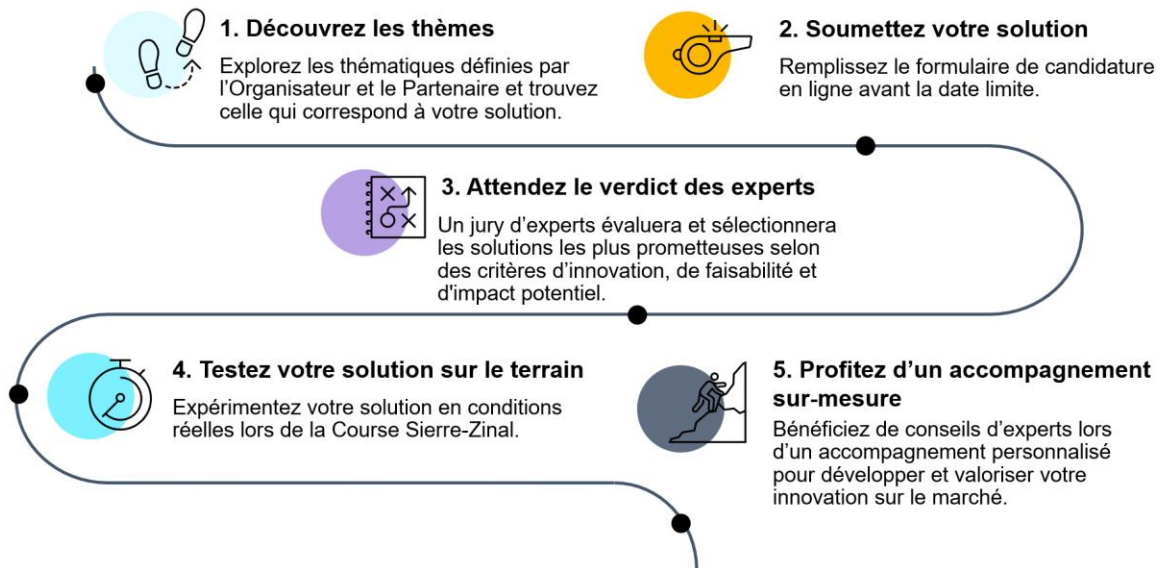 1. Découvrez les thèmes
Explorez les thématiques définies par
l'Organisateur et le Partenaire et trouvez
celle qui correspond à votre solution.
2. Soumettez votre solution
Remplissez le formulaire de candidature
en ligne avant la date limite.
3. Attendez le verdict des experts
Un jury d'experts évaluera et sélectionnera
les solutions les plus prometteuses selon
des critères d'innovation, de faisabilité et
d'impact potentiel.
4. Testez votre solution sur le terrain
Expérimentez votre solution en conditions
réelles lors de la Course Sierre-Zinal.
5. Profitez d'un accompagnement
sur-mesure
Bénéficiez de conseils d'experts lors
d'un accompagnement personnalisé
pour développer et valoriser votre
innovation sur le marché.